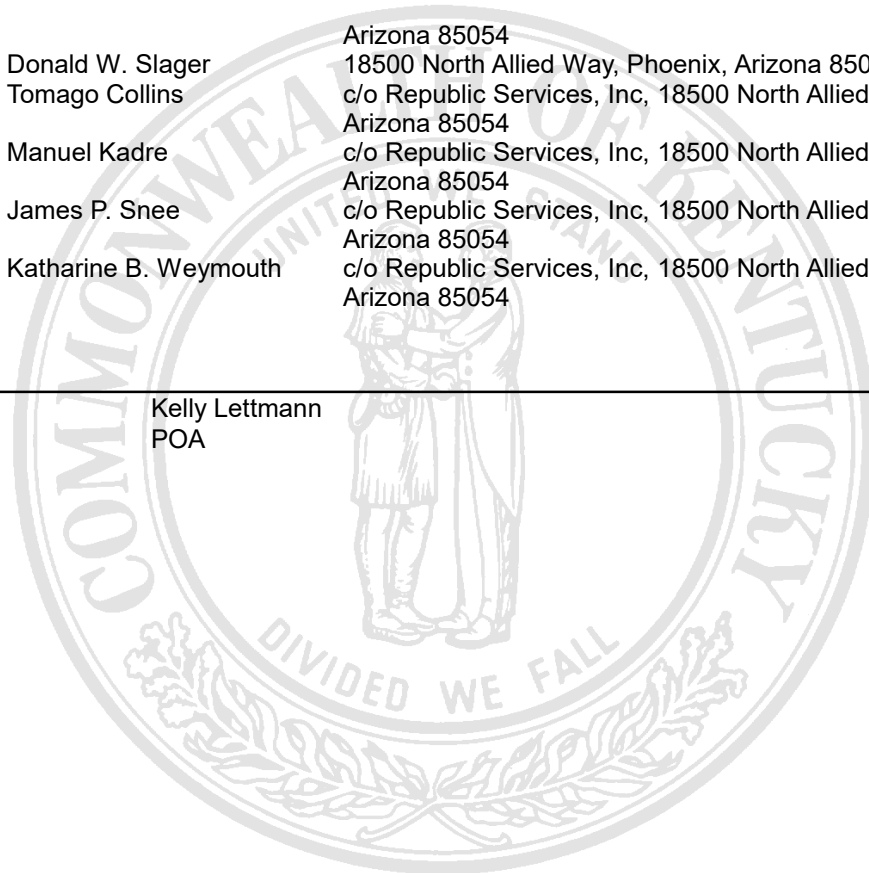 Arizona 85054
Donald W. Slager 18500 North Allied Way, Phoenix, Arizona 850
Tomago Collins c/o Republic Services, Inc, 18500 North Allied
Arizona 85054
Manuel Kadre c/o Republic Services, Inc, 18500 North Allied
Arizona 85054
James P. Snee c/o Republic Services, Inc, 18500 North Allied
Arizona 85054
Katharine B. Weymouth c/o Republic Services, Inc, 18500 North Allied
Arizona 85054
Kelly Lettmann
POA
COMMONWEALTH OF KENTUCKY
UNITED WE STAND
DIVIDED WE FALL